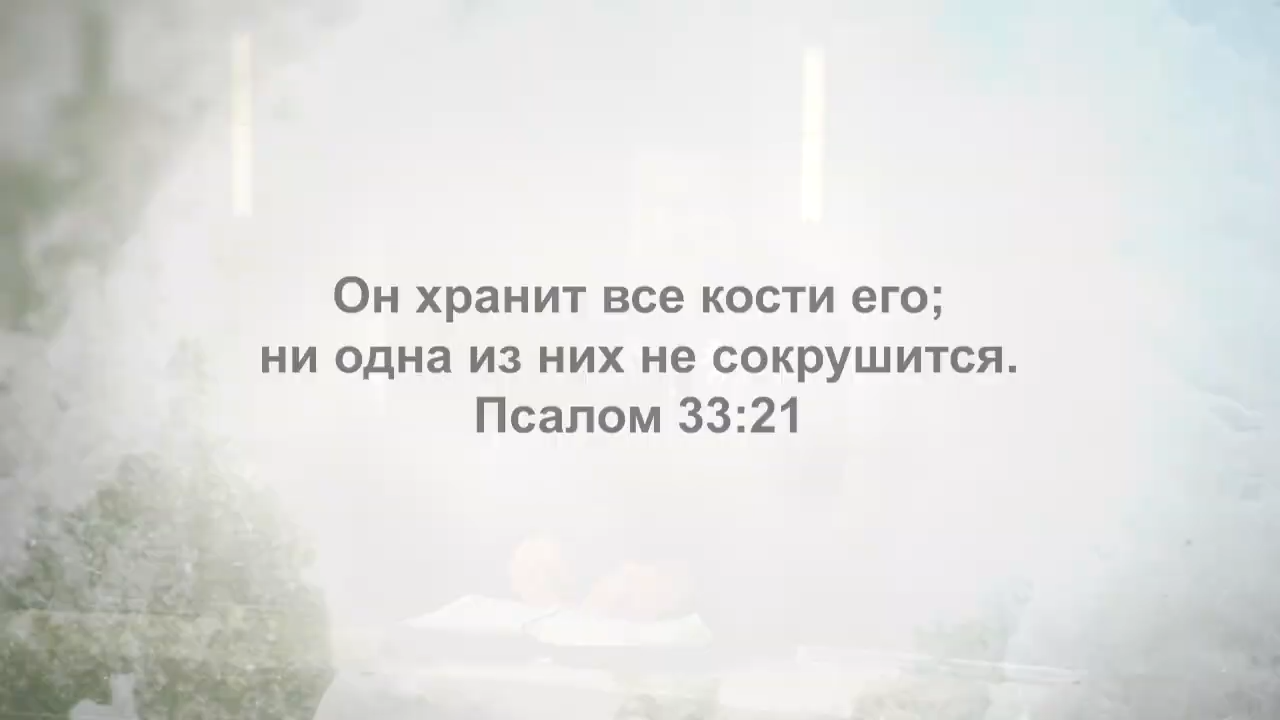 Он хранит все кости его;
ни одна из них не сокрушится.
Псалом 33:21